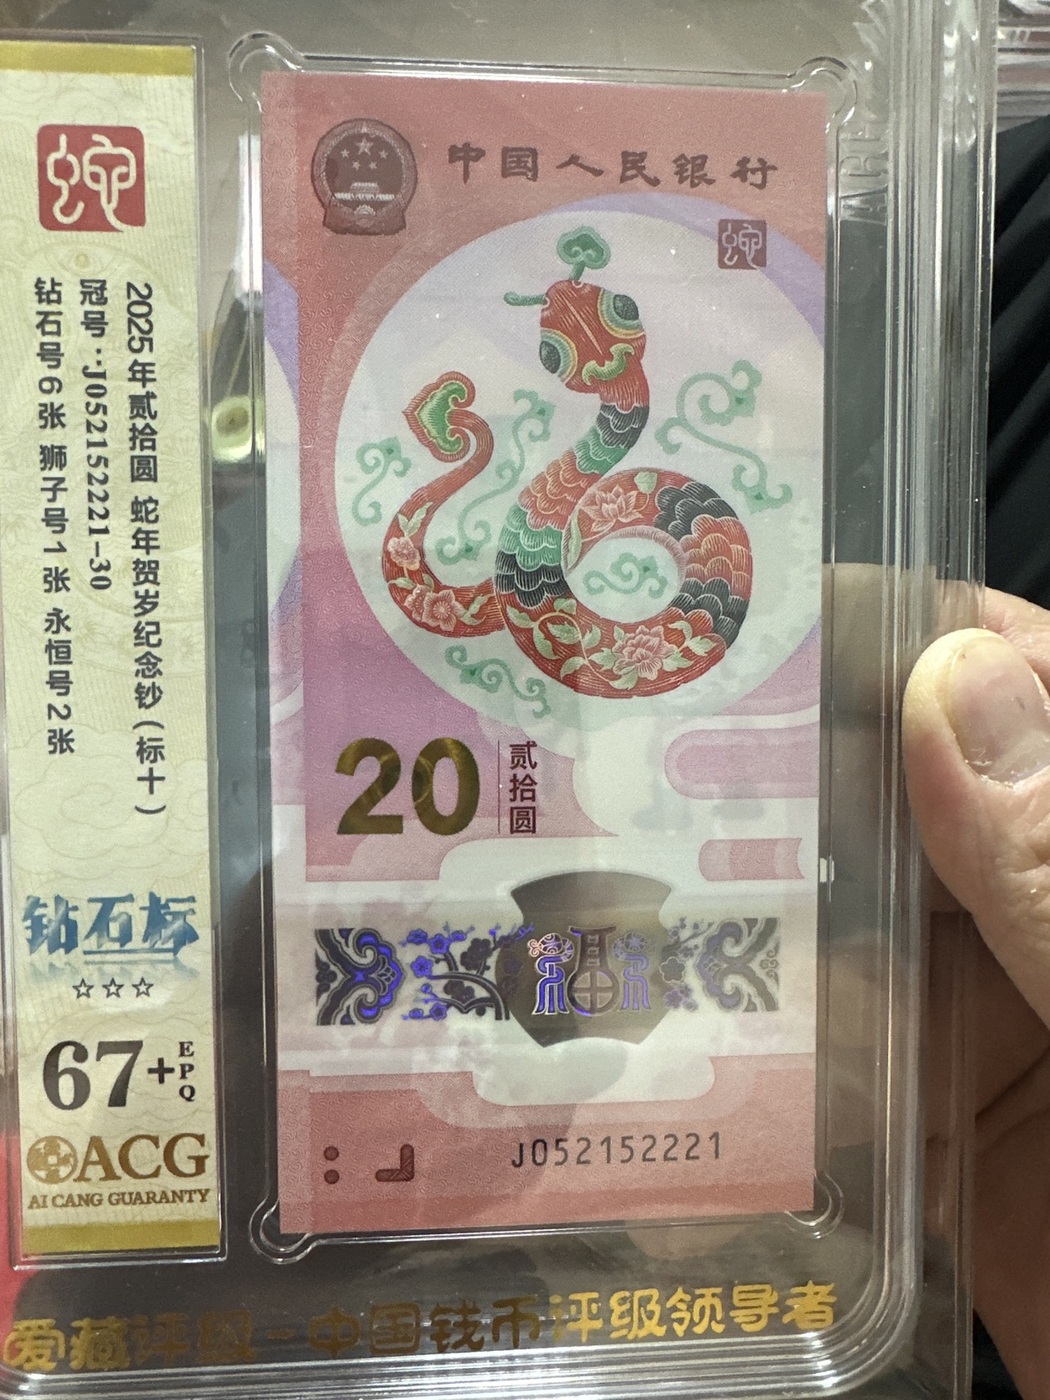 蛇
2025年贰拾圆 蛇年贺岁纪念钞(标十)
冠号:J052152221-30
钻石号6张 狮子号1张 永恒号2张
钻石标
☆☆☆
67+EPQ
ACG
AI CANG GUARANTY
中国人民银行
蛇
20
贰拾圆
福
J052152221
爱藏评级-中国钱币评级领导者